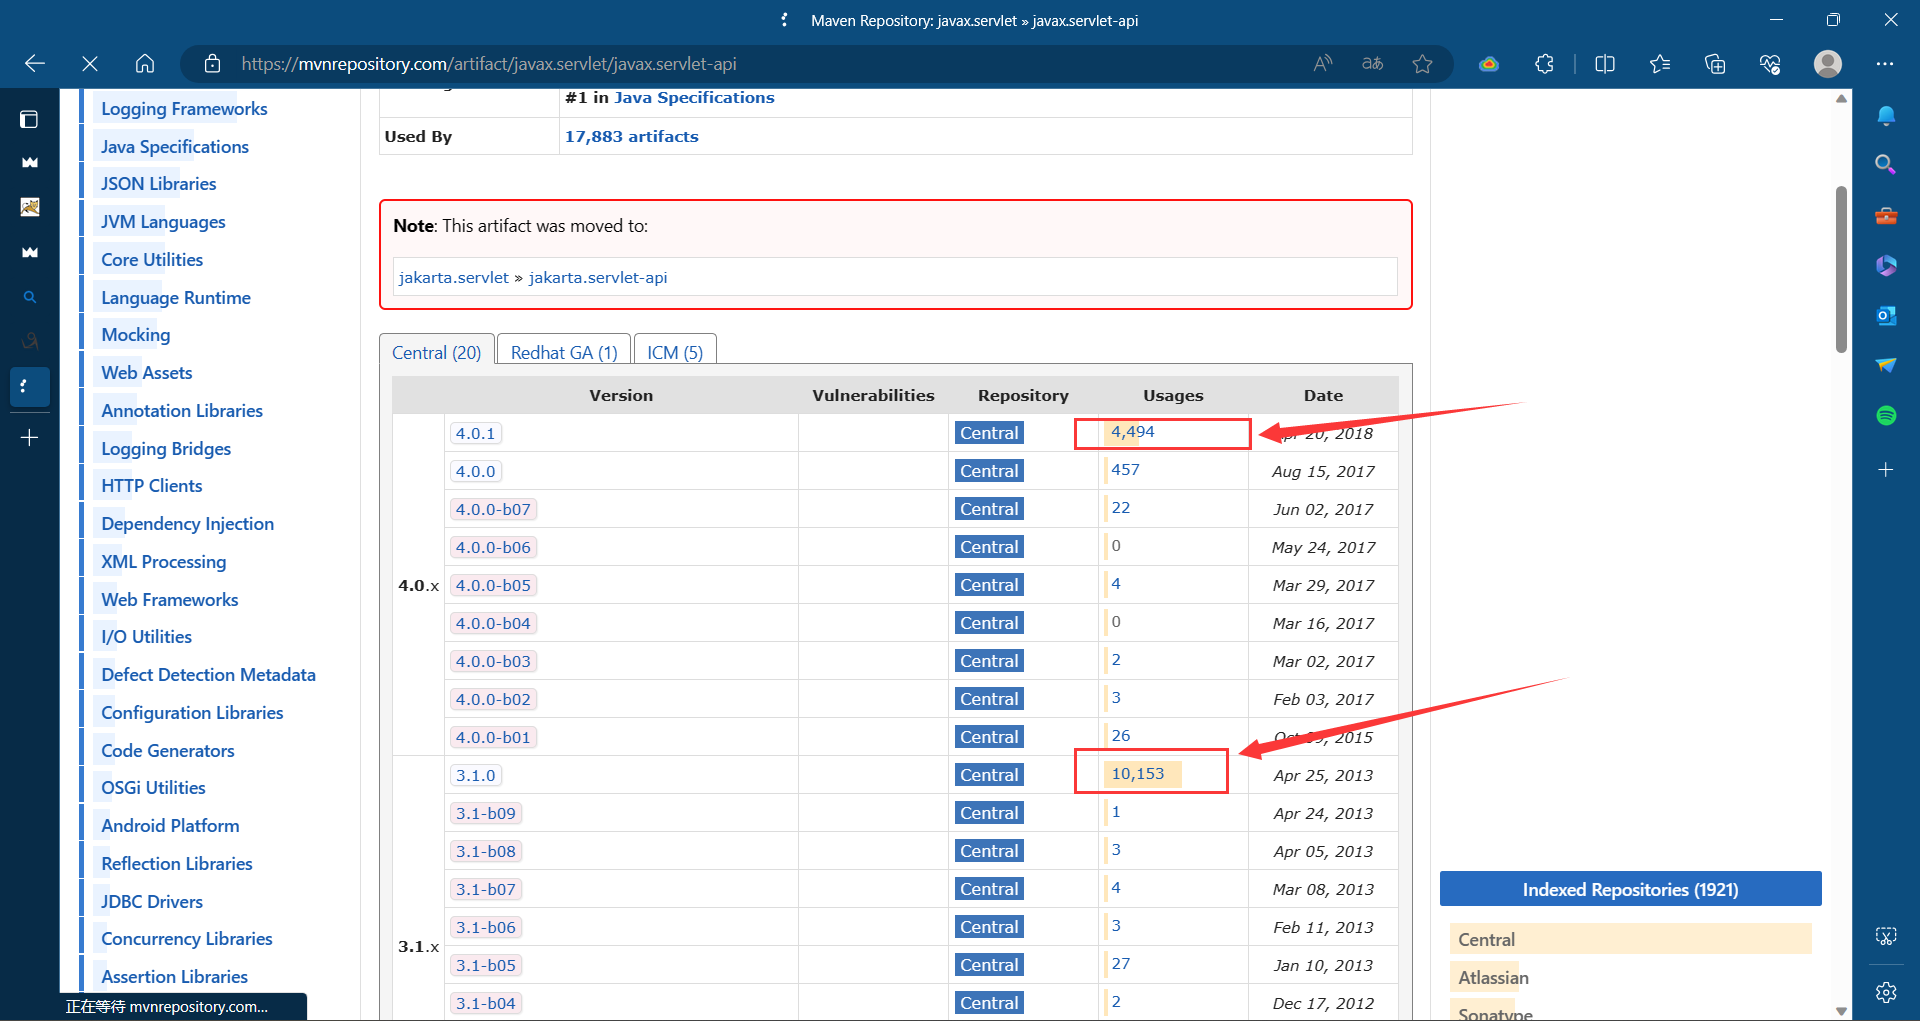 Maven Repository: javax.servlet » javax.servlet-api
https://mvnrepository.com/artifact/javax.servlet/javax.servlet-api
Logging Frameworks
Java Specifications
JSON Libraries
JVM Languages
Core Utilities
Language Runtime
Mocking
Web Assets
Annotation Libraries
Logging Bridges
HTTP Clients
Dependency Injection
XML Processing
Web Frameworks
I/O Utilities
Defect Detection Metadata
Configuration Libraries
Code Generators
OSGi Utilities
Android Platform
Reflection Libraries
JDBC Drivers
Concurrency Libraries
Assertion Libraries
正在等待 mvnrepository.com...
#1 in Java Specifications
Used By 17,883 artifacts
Note: This artifact was moved to:
jakarta.servlet » jakarta.servlet-api
Central (20) Redhat GA (1) ICM (5)
Version Vulnerabilities Repository Usages Date
4.0.x
4.0.1 Central 4,494 20, 2018
4.0.0 Central 457 Aug 15, 2017
4.0.0-b07 Central 22 Jun 02, 2017
4.0.0-b06 Central 0 May 24, 2017
4.0.0-b05 Central 4 Mar 29, 2017
4.0.0-b04 Central 0 Mar 16, 2017
4.0.0-b03 Central 2 Mar 02, 2017
4.0.0-b02 Central 3 Feb 03, 2017
4.0.0-b01 Central 26 Oct 09, 2015
3.1.x
3.1.0 Central 10,153 Apr 25, 2013
3.1-b09 Central 1 Apr 24, 2013
3.1-b08 Central 3 Apr 05, 2013
3.1-b07 Central 4 Mar 08, 2013
3.1-b06 Central 3 Feb 11, 2013
3.1-b05 Central 27 Jan 10, 2013
3.1-b04 Central 2 Dec 17, 2012
Indexed Repositories (1921)
Central
Atlassian
Sonatype